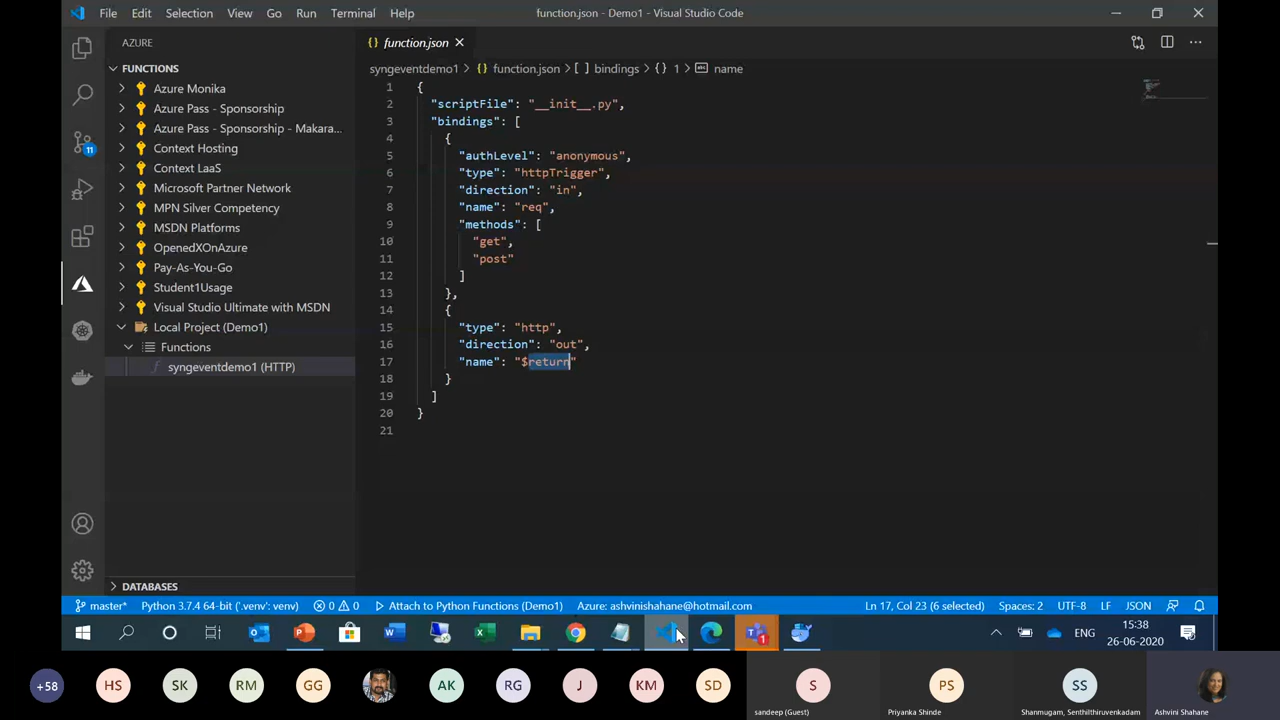 File Edit Selection View Go Run Terminal Help
function.json - Demo1 - Visual Studio Code
AZURE
FUNCTIONS
Azure Monika
Azure Pass - Sponsorship
Azure Pass - Sponsorship - Makara...
Context Hosting
Context LaaS
Microsoft Partner Network
MPN Silver Competency
MSDN Platforms
OpenedXOnAzure
Pay-As-You-Go
Student1Usage
Visual Studio Ultimate with MSDN
Local Project (Demo1)
Functions
syngeventdemo1 (HTTP)
DATABASES
11
{} function.json
syngeventdemo1 > {} function.json > [ ] bindings > {} 1 > abc name
1 {
2 "scriptFile": "__init__.py",
3 "bindings": [
4 {
5 "authLevel": "anonymous",
6 "type": "httpTrigger",
7 "direction": "in",
8 "name": "req",
9 "methods": [
10 "get",
11 "post"
12 ]
13 },
14 {
15 "type": "http",
16 "direction": "out",
17 "name": "$return"
18 }
19 ]
20 }
21
master* Python 3.7.4 64-bit ('.venv': venv) 0 0 Attach to Python Functions (Demo1) Azure: ashvinishahane@hotmail.com Ln 17, Col 23 (6 selected) Spaces: 2 UTF-8 LF JSON
1
ENG
15:38
26-06-2020
+58 HS SK RM GG AK RG J KM SD S PS SS
sandeep (Guest) Priyanka Shinde Shanmugam, Senthilthiruvenkadam Ashvini Shahane